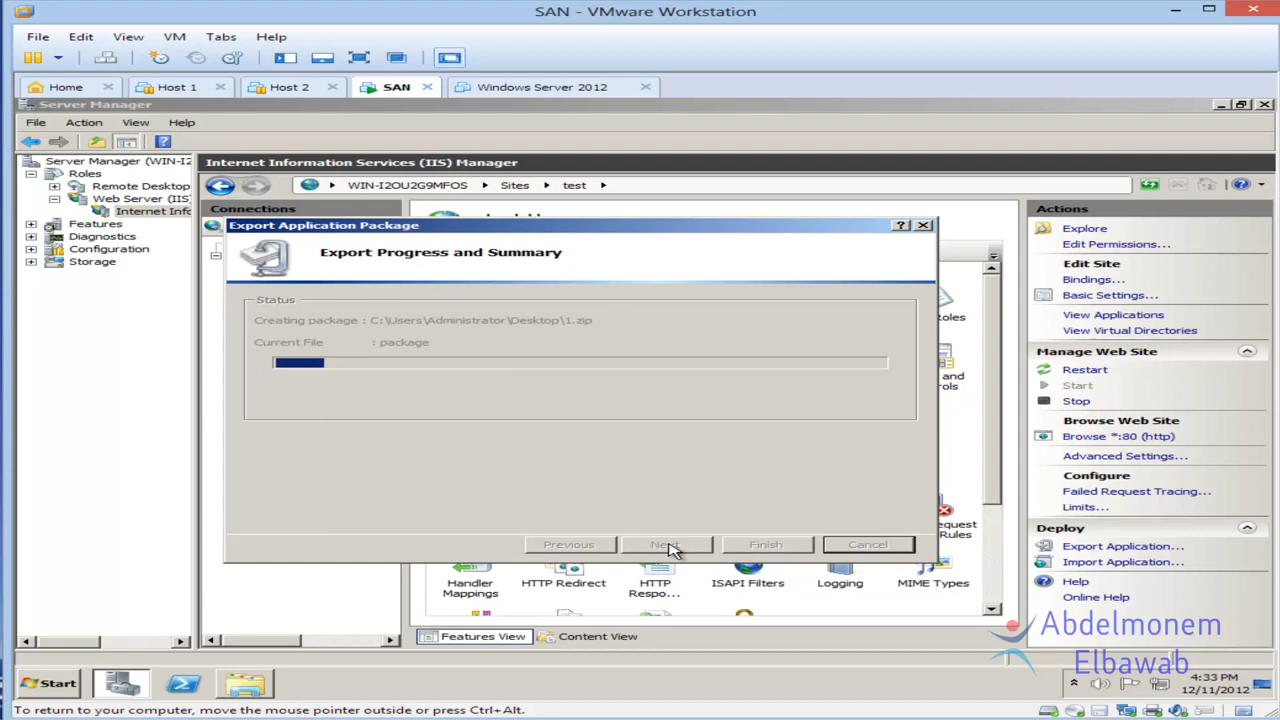 SAN - VMware Workstation
File Edit View VM Tabs Help
Home Host 1 Host 2 SAN Windows Server 2012
Server Manager
File Action View Help
Server Manager (WIN-I2
Roles
Remote Desktop
Web Server (IIS)
Internet Info
Features
Diagnostics
Configuration
Storage
Internet Information Services (IIS) Manager
WIN-I2OU2G9MFOS Sites test
Connections
Export Application Package
Export Progress and Summary
Status
Creating package : C:\Users\Administrator\Desktop\1.zip
Current File : package
Previous Finish Cancel
Handler Mappings
HTTP Redirect
HTTP Respo...
ISAPI Filters
Logging
MIME Types
Features View Content View
Actions
Explore
Edit Permissions...
Edit Site
Bindings...
Basic Settings...
View Applications
View Virtual Directories
Manage Web Site
Restart
Start
Stop
Browse Web Site
Browse *:80 (http)
Advanced Settings...
Configure
Failed Request Tracing...
Limits...
Deploy
Export Application...
Import Application...
Help
Online Help
Abdelmonem
Elbawab
Start
4:33 PM
12/11/2012
To return to your computer, move the mouse pointer outside or press Ctrl+Alt.